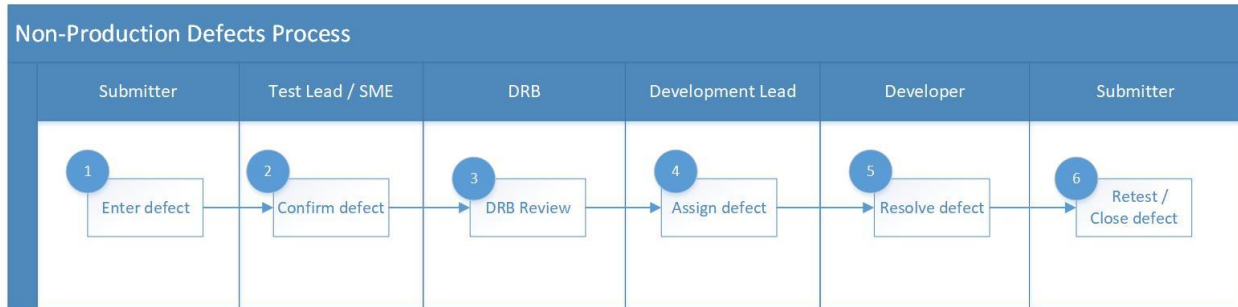 Non-Production Defects Process
Submitter
Test Lead / SME
DRB
Development Lead
Developer
Submitter
1
Enter defect
2
Confirm defect
3
DRB Review
4
Assign defect
5
Resolve defect
6
Retest /
Close defect